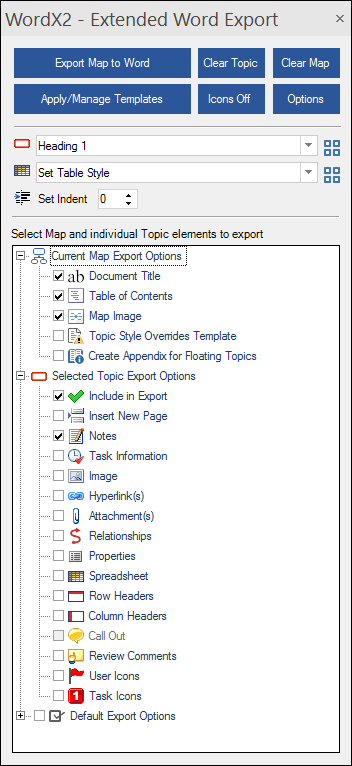 WordX2 - Extended Word Export
Export Map to Word Clear Topic Clear Map
Apply/Manage Templates Icons Off Options
Heading 1
Set Table Style
Set Indent 0
Select Map and individual Topic elements to export
Current Map Export Options
ab Document Title
Table of Contents
Map Image
Topic Style Overrides Template
Create Appendix for Floating Topics
Selected Topic Export Options
Include in Export
Insert New Page
Notes
Task Information
Image
Hyperlink(s)
Attachment(s)
Relationships
Properties
Spreadsheet
Row Headers
Column Headers
Call Out
Review Comments
User Icons
1 Task Icons
Default Export Options